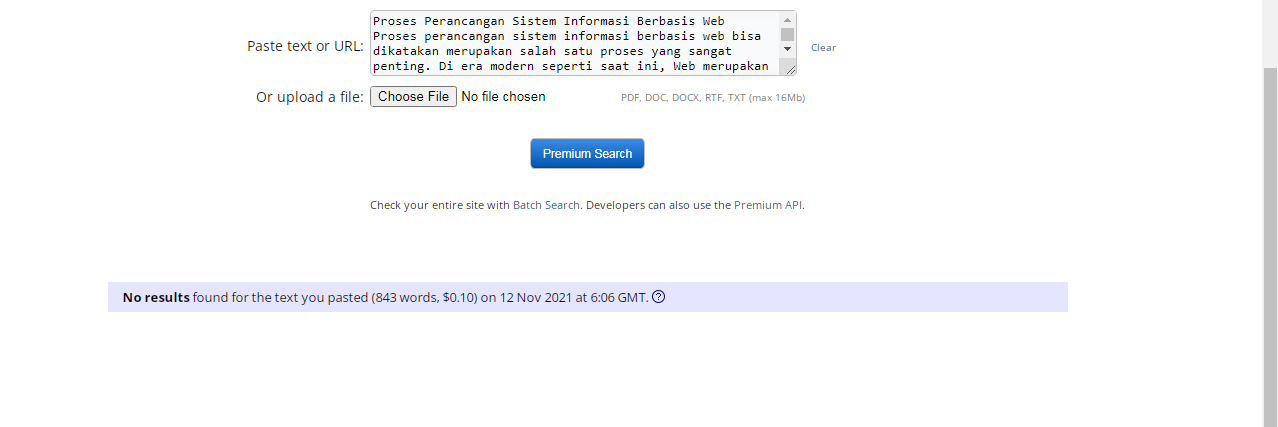 Paste text or URL:
Proses Perancangan Sistem Informasi Berbasis Web
Proses perancangan sistem informasi berbasis web bisa
dikatakan merupakan salah satu proses yang sangat
penting. Di era modern seperti saat ini, Web merupakan
Clear
Or upload a file:
Choose File No file chosen
PDF, DOC, DOCX, RTF, TXT (max 16Mb)
Premium Search
Check your entire site with Batch Search. Developers can also use the Premium API.
No results found for the text you pasted (843 words, $0.10) on 12 Nov 2021 at 6:06 GMT. ?